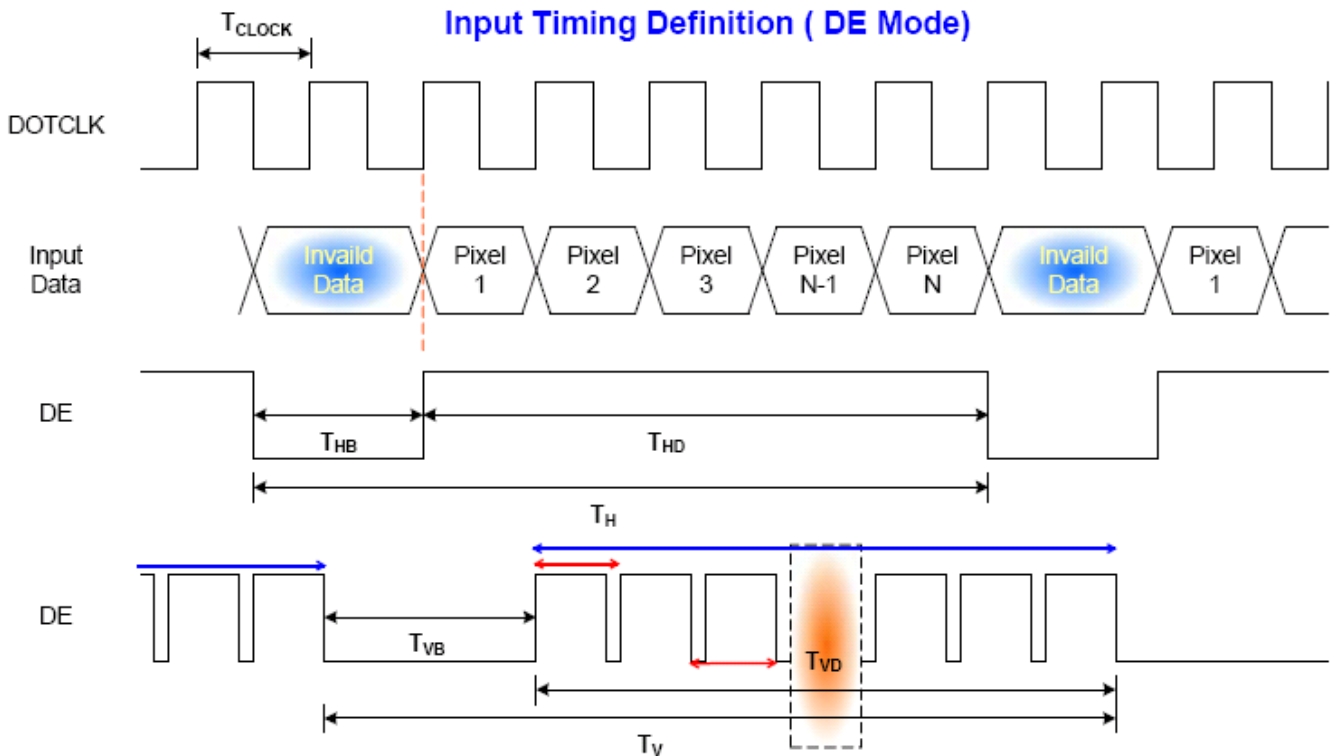 Input Timing Definition ( DE Mode)
TCLOCK
DOTCLK
Input
Data
Invaild
Data
Pixel
1
Pixel
2
Pixel
3
Pixel
N-1
Pixel
N
Invaild
Data
Pixel
1
DE
THB
THD
TH
DE
TVB
TVD
TV